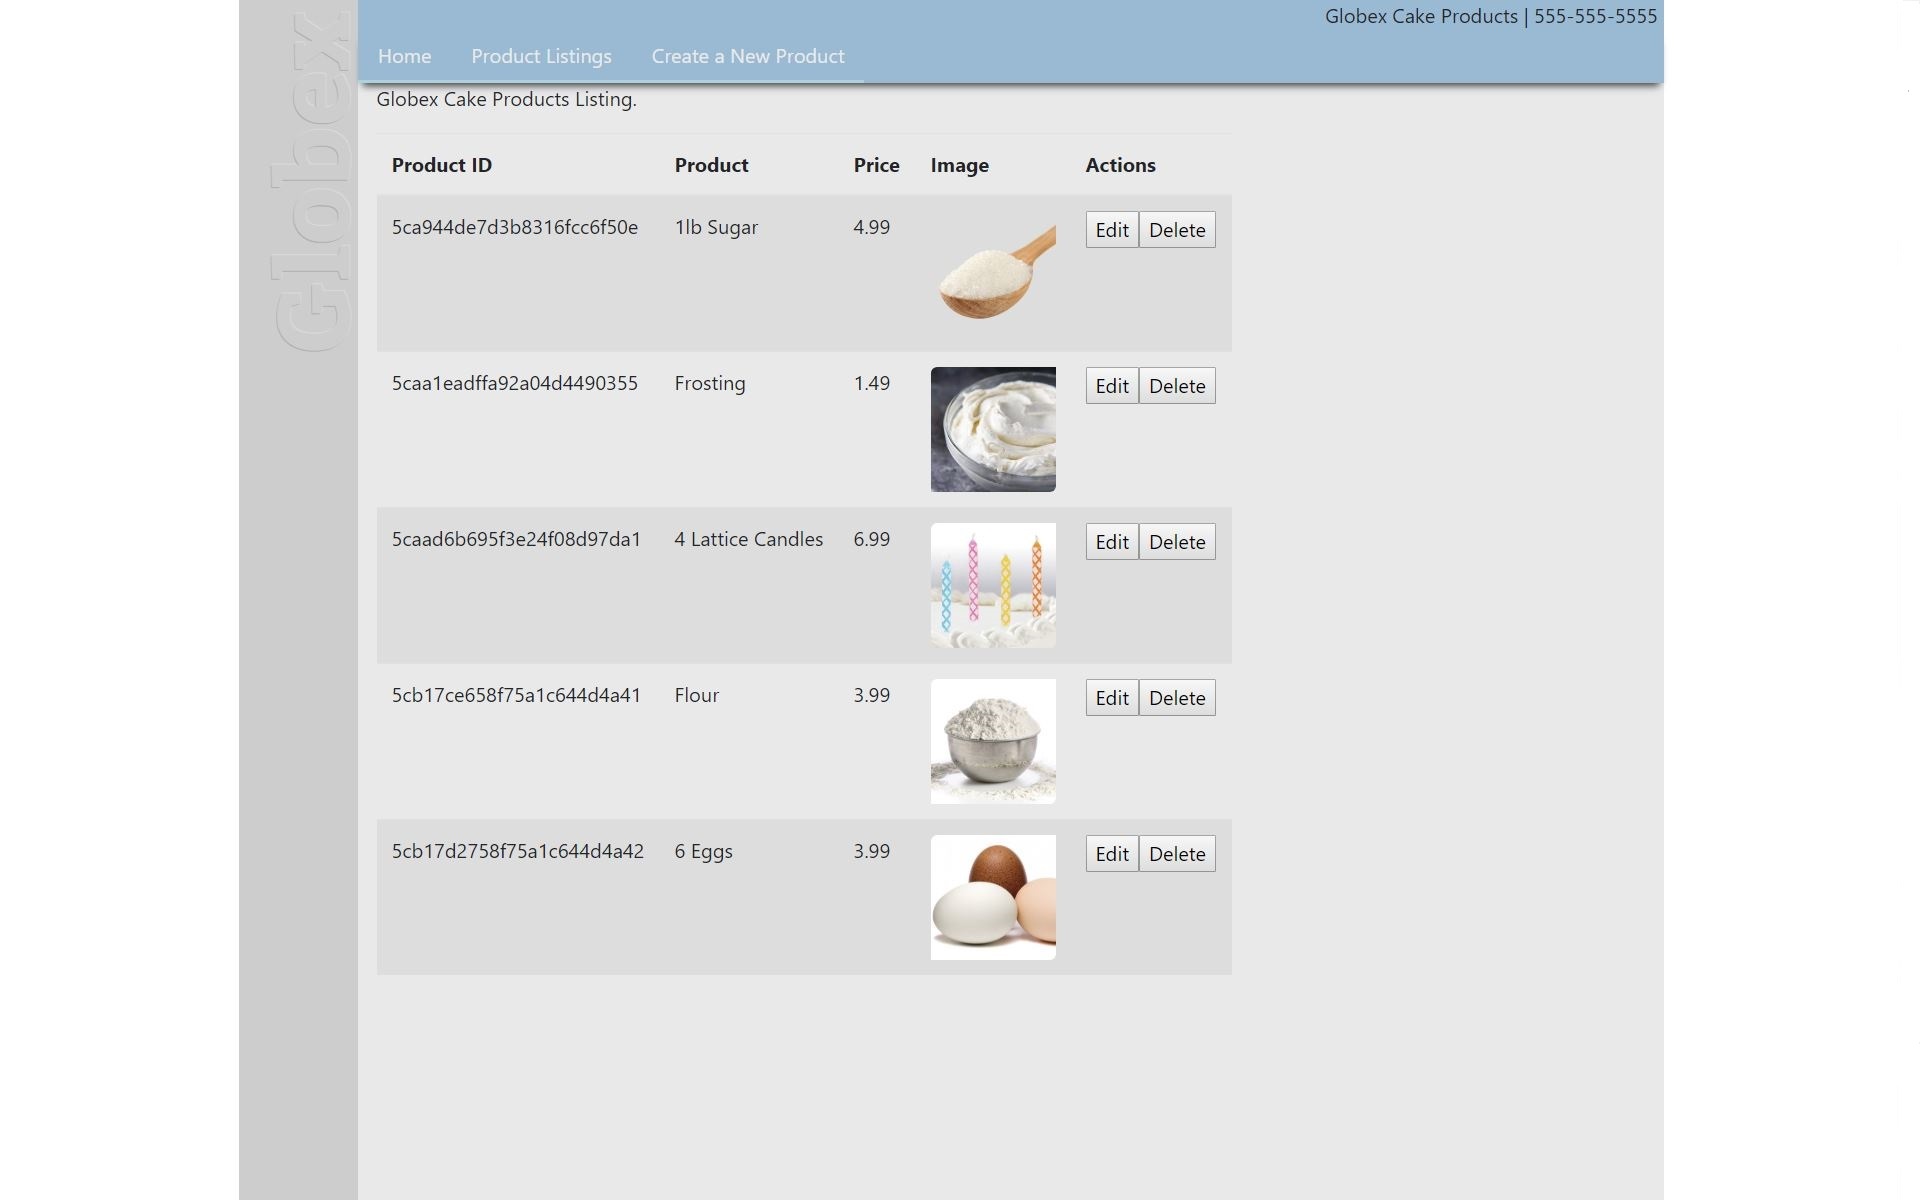 Globex
Globex Cake Products | 555-555-5555
Home Product Listings Create a New Product
Globex Cake Products Listing.
Product ID Product Price Image Actions
5ca944de7d3b8316fcc6f50e 1lb Sugar 4.99 Edit Delete
5caa1eadffa92a04d4490355 Frosting 1.49 Edit Delete
5caad6b695f3e24f08d97da1 4 Lattice Candles 6.99 Edit Delete
5cb17ce658f75a1c644d4a41 Flour 3.99 Edit Delete
5cb17d2758f75a1c644d4a42 6 Eggs 3.99 Edit Delete